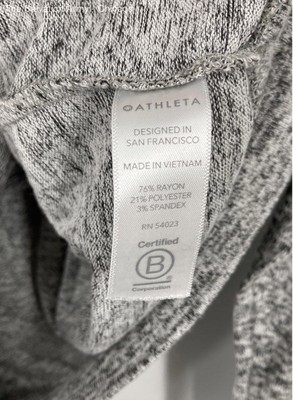 ATHLETA
DESIGNED IN
SAN FRANCISCO
MADE IN VIETNAM
76% RAYON
21% POLYESTER
3% SPANDEX
RN 54023
Certified
B
Corporation